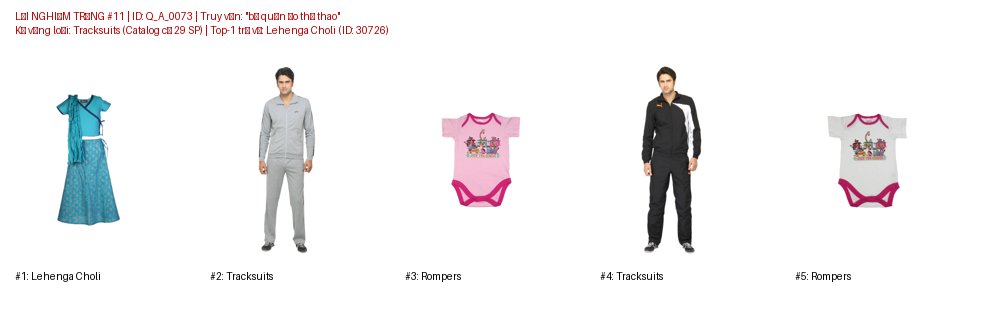 L□I NGHI□M TR□NG #11 | ID: Q_A_0073 | Truy v□n: "b□ qu□n □o th□ thao"
K□ v□ng lo□i: Tracksuits (Catalog c□ 29 SP) | Top-1 tr□ v□: Lehenga Choli (ID: 30726)
#1: Lehenga Choli
#2: Tracksuits
#3: Rompers
#4: Tracksuits
#5: Rompers